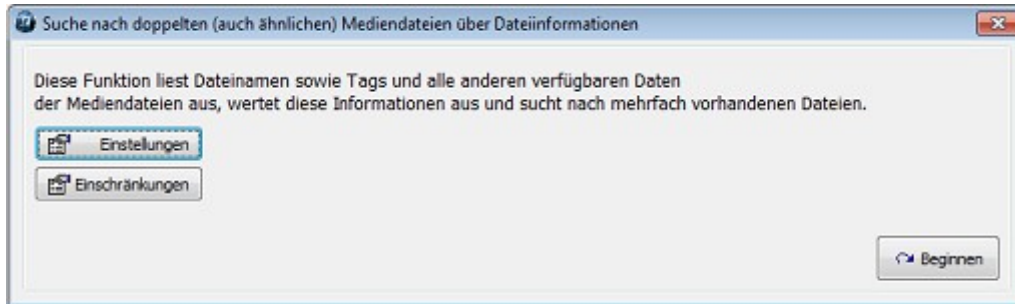 Suche nach doppelten (auch ähnlichen) Mediendateien über Dateiinformationen
Diese Funktion liest Dateinamen sowie Tags und alle anderen verfügbaren Daten
der Mediendateien aus, wertet diese Informationen aus und sucht nach mehrfach vorhandenen Dateien.
Einstellungen
Einschränkungen
Beginnen